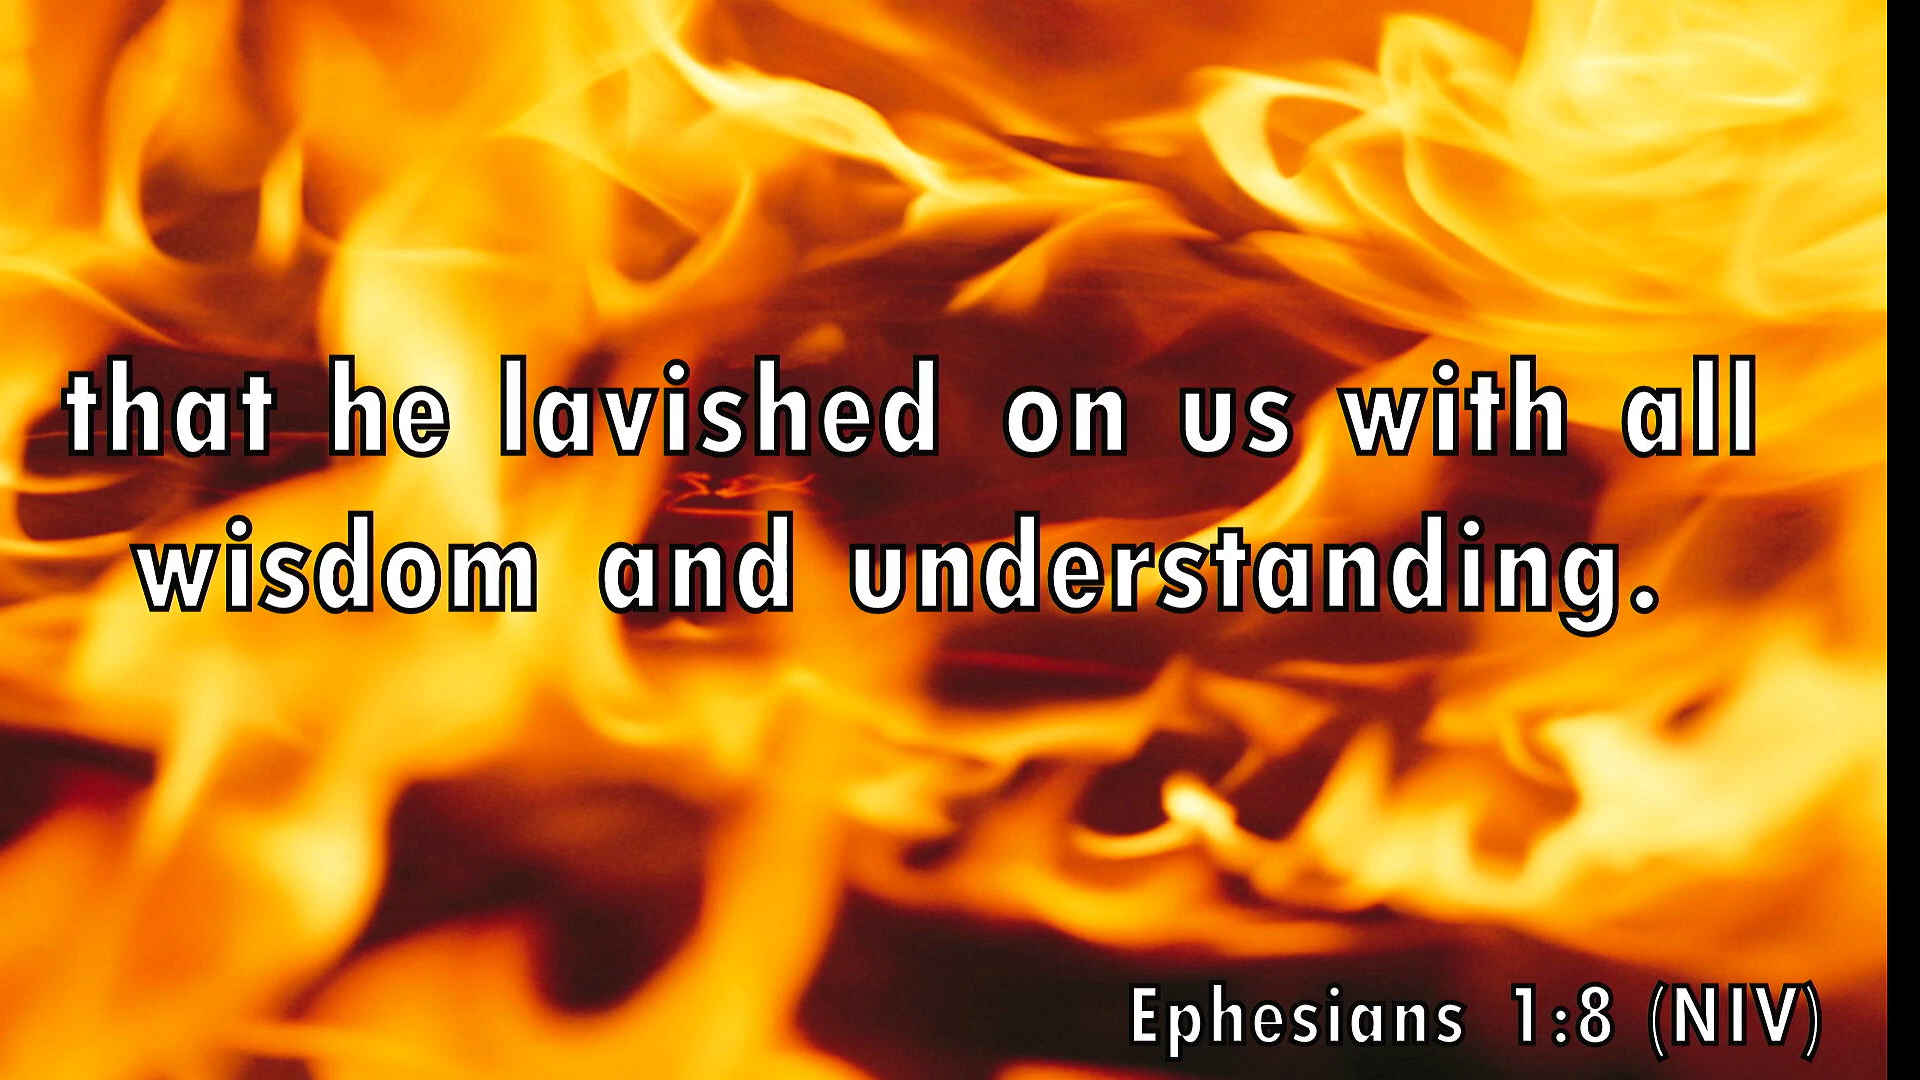 that he lavished on us with all
wisdom and understanding.
Ephesians 1:8 (NIV)